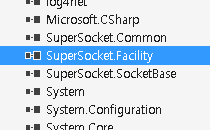 log4net
Microsoft.CSharp
SuperSocket.Common
SuperSocket.Facility
SuperSocket.SocketBase
System
System.Configuration
System.Core